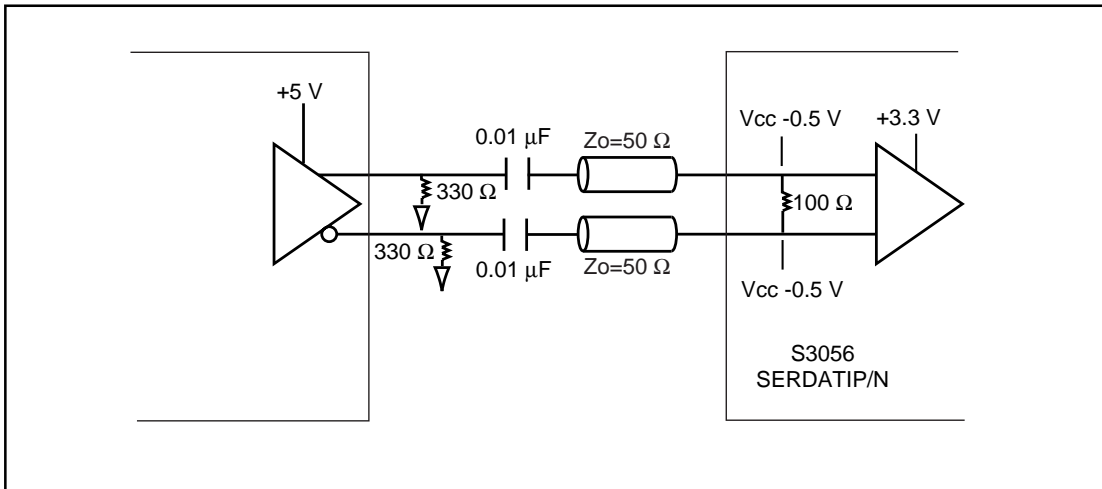 +5 V
0.01 μF
Zo=50 Ω
Vcc -0.5 V
+3.3 V
330 Ω
100 Ω
330 Ω
0.01 μF
Zo=50 Ω
Vcc -0.5 V
S3056
SERDATIP/N